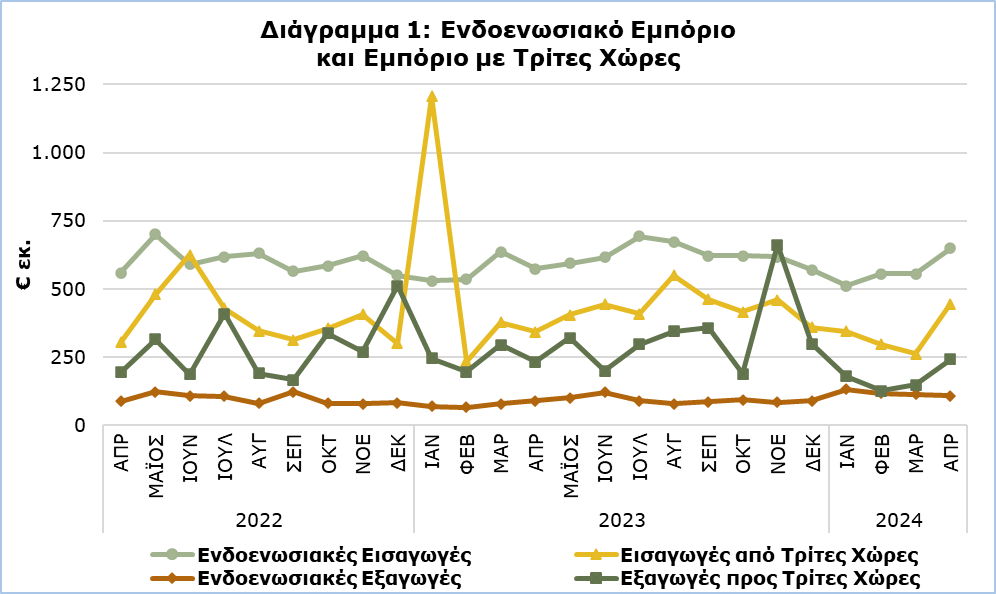 Διάγραμμα 1: Ενδοενωσιακό Εμπόριο
και Εμπόριο με Τρίτες Χώρες
1.250
1.000
750
500
250
0
€ εκ.
ΑΠΡ ΜΑΪΟΣ ΙΟΥΝ ΙΟΥΛ ΑΥΓ ΣΕΠ ΟΚΤ ΝΟΕ ΔΕΚ ΙΑΝ ΦΕΒ ΜΑΡ ΑΠΡ ΜΑΪΟΣ ΙΟΥΝ ΙΟΥΛ ΑΥΓ ΣΕΠ ΟΚΤ ΝΟΕ ΔΕΚ ΙΑΝ ΦΕΒ ΜΑΡ ΑΠΡ
2022 2023 2024
Ενδοενωσιακές Εισαγωγές Εισαγωγές από Τρίτες Χώρες
Ενδοενωσιακές Εξαγωγές Εξαγωγές προς Τρίτες Χώρες